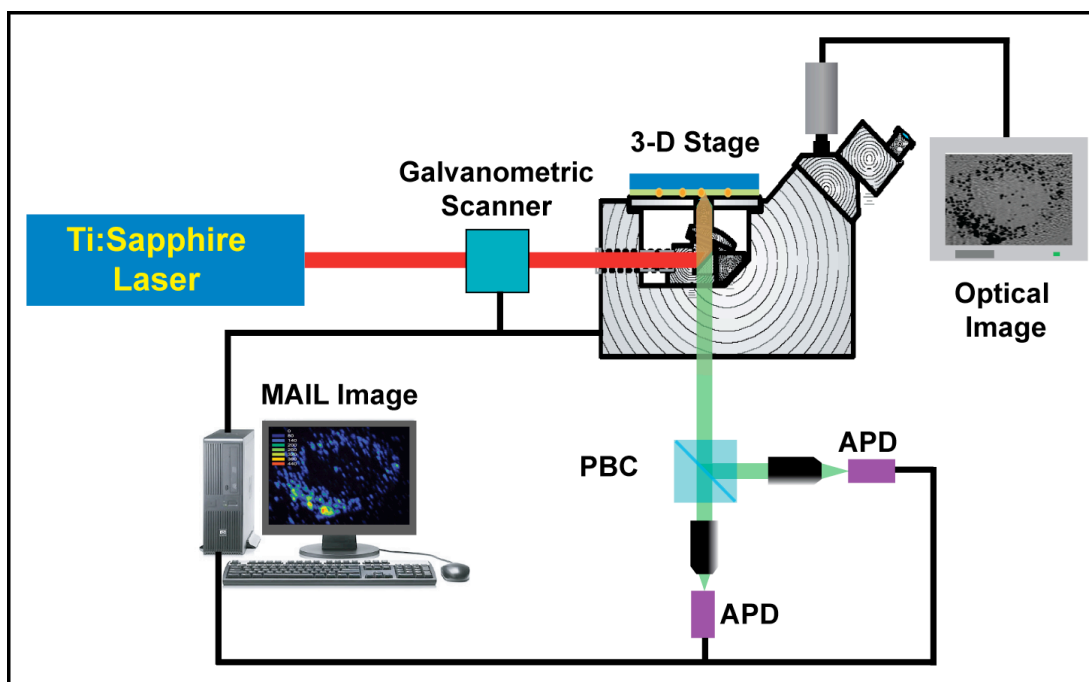 3-D Stage
Galvanometric
Scanner
Ti:Sapphire
Laser
Optical
Image
MAIL Image
PBC
APD
APD